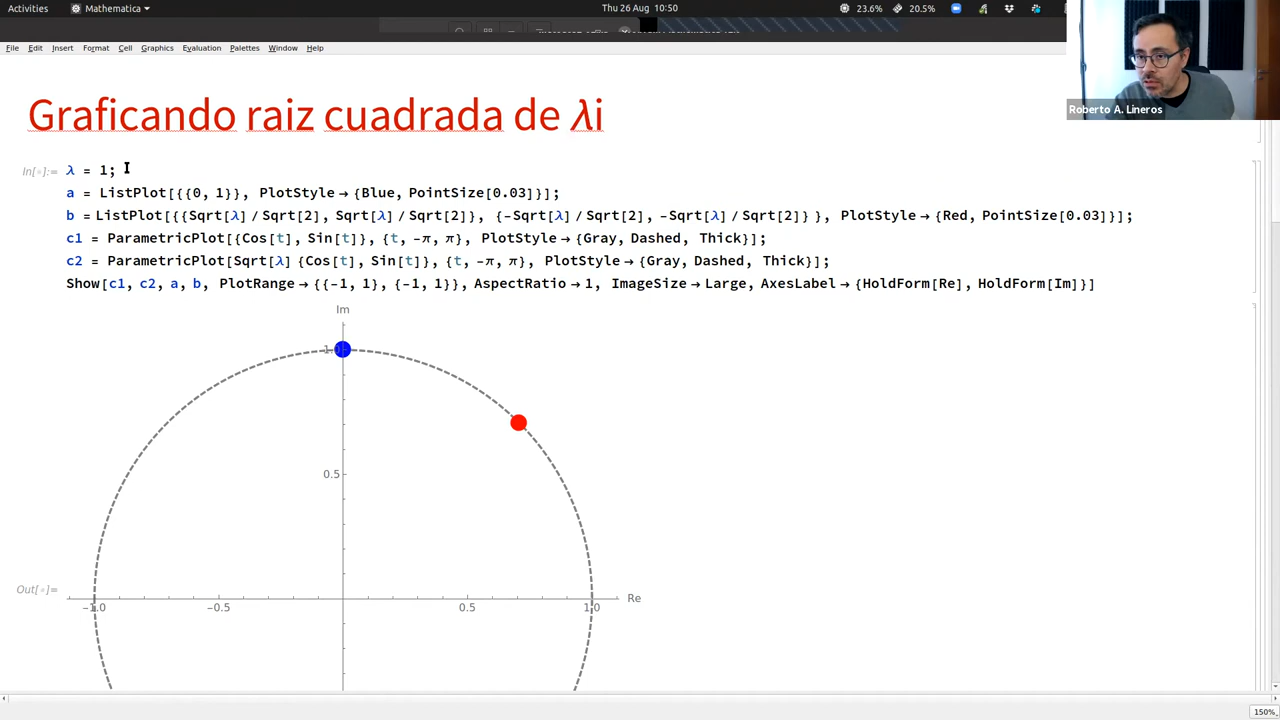 Activities
Mathematica
Thu 26 Aug 10:50
23.6%
20.5%
File Edit Insert Format Cell Graphics Evaluation Palettes Window Help
Roberto A. Lineros
Graficando raiz cuadrada de λi
In[∘]:= λ = 1;
a = ListPlot[{{0, 1}}, PlotStyle → {Blue, PointSize[0.03]}];
b = ListPlot[{{Sqrt[λ] / Sqrt[2], Sqrt[λ] / Sqrt[2]}, {-Sqrt[λ] / Sqrt[2], -Sqrt[λ] / Sqrt[2]} }, PlotStyle → {Red, PointSize[0.03]}];
c1 = ParametricPlot[{Cos[t], Sin[t]}, {t, -π, π}, PlotStyle → {Gray, Dashed, Thick}];
c2 = ParametricPlot[Sqrt[λ] {Cos[t], Sin[t]}, {t, -π, π}, PlotStyle → {Gray, Dashed, Thick}];
Show[c1, c2, a, b, PlotRange → {{-1, 1}, {-1, 1}}, AspectRatio → 1, ImageSize → Large, AxesLabel → {HoldForm[Re], HoldForm[Im]}]
Im
1.0
0.5
Out[∘]=
Re
-1.0 -0.5 0.5 1.0
150%